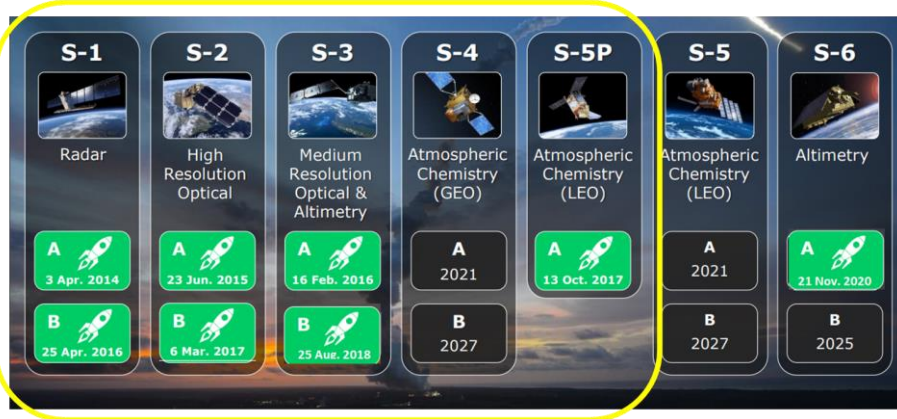 S-1
Radar
A
3 Apr. 2014
B
25 Apr. 2016
S-2
High
Resolution
Optical
A
23 Jun. 2015
B
6 Mar. 2017
S-3
Medium
Resolution
Optical &
Altimetry
A
16 Feb. 2016
B
25 Aug. 2018
S-4
Atmospheric
Chemistry
(GEO)
A
2021
B
2027
S-5P
Atmospheric
Chemistry
(LEO)
A
13 Oct. 2017
S-5
Atmospheric
Chemistry
(LEO)
A
2021
B
2027
S-6
Altimetry
A
21 Nov. 2020
B
2025